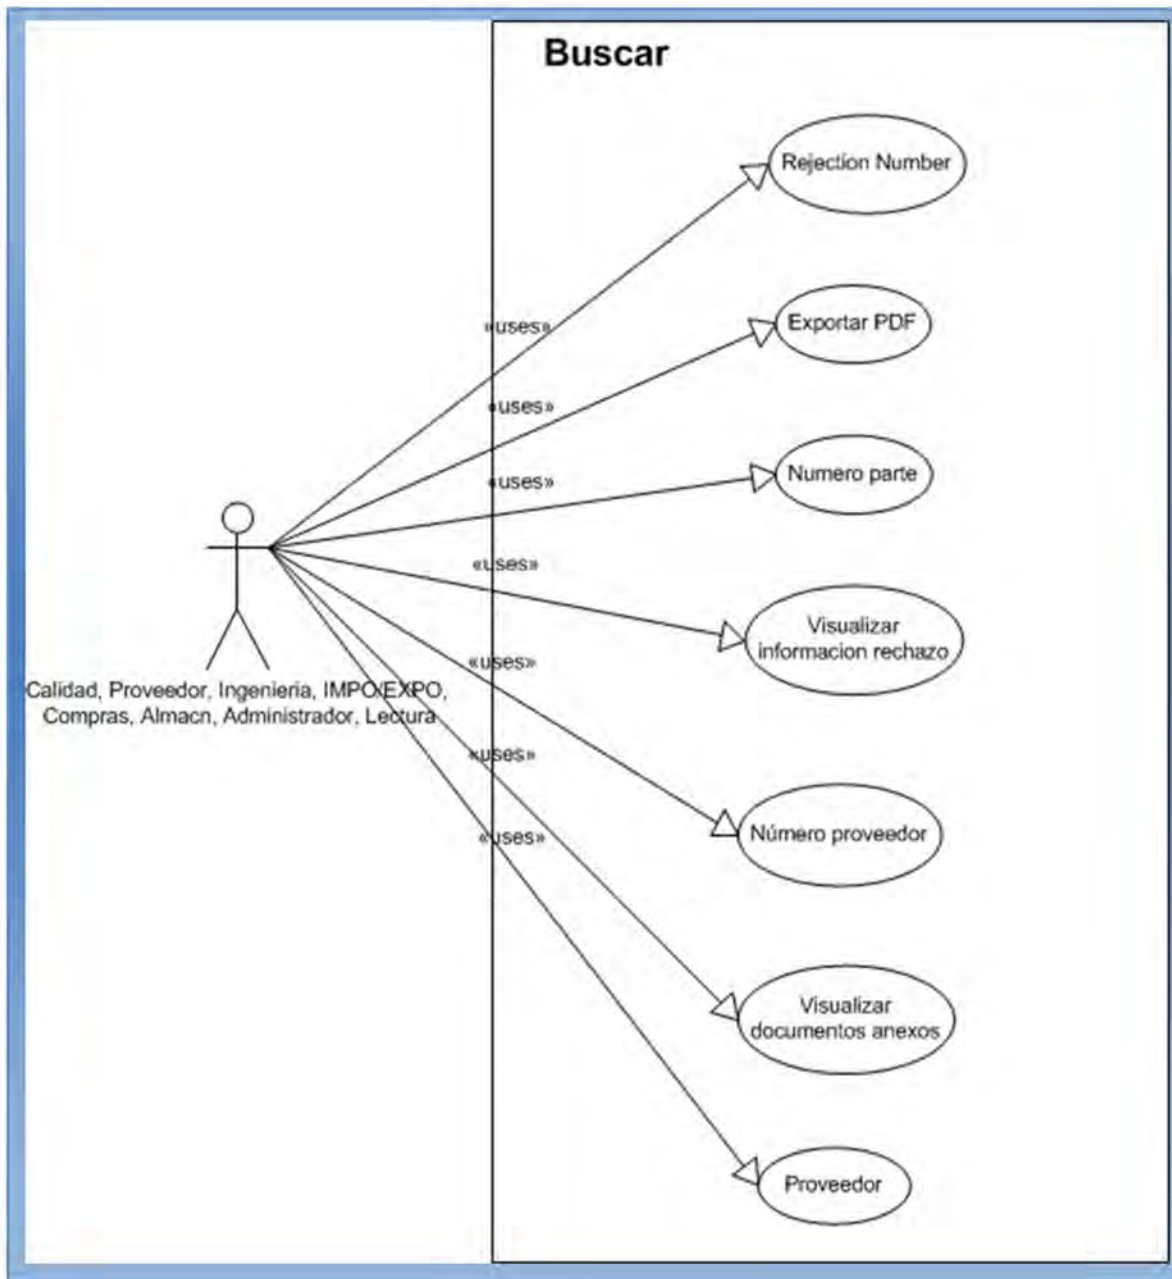 Buscar
Rejection Number
«uses»
Exportar PDF
«uses»
Numero parte
«uses»
«uses»
Visualizar
informacion rechazo
«uses»
Calidad, Proveedor, Ingenieria, IMPO/EXPO,
Compras, Almacn, Administrador, Lectura
«uses»
Número proveedor
«uses»
Visualizar
documentos anexos
Proveedor